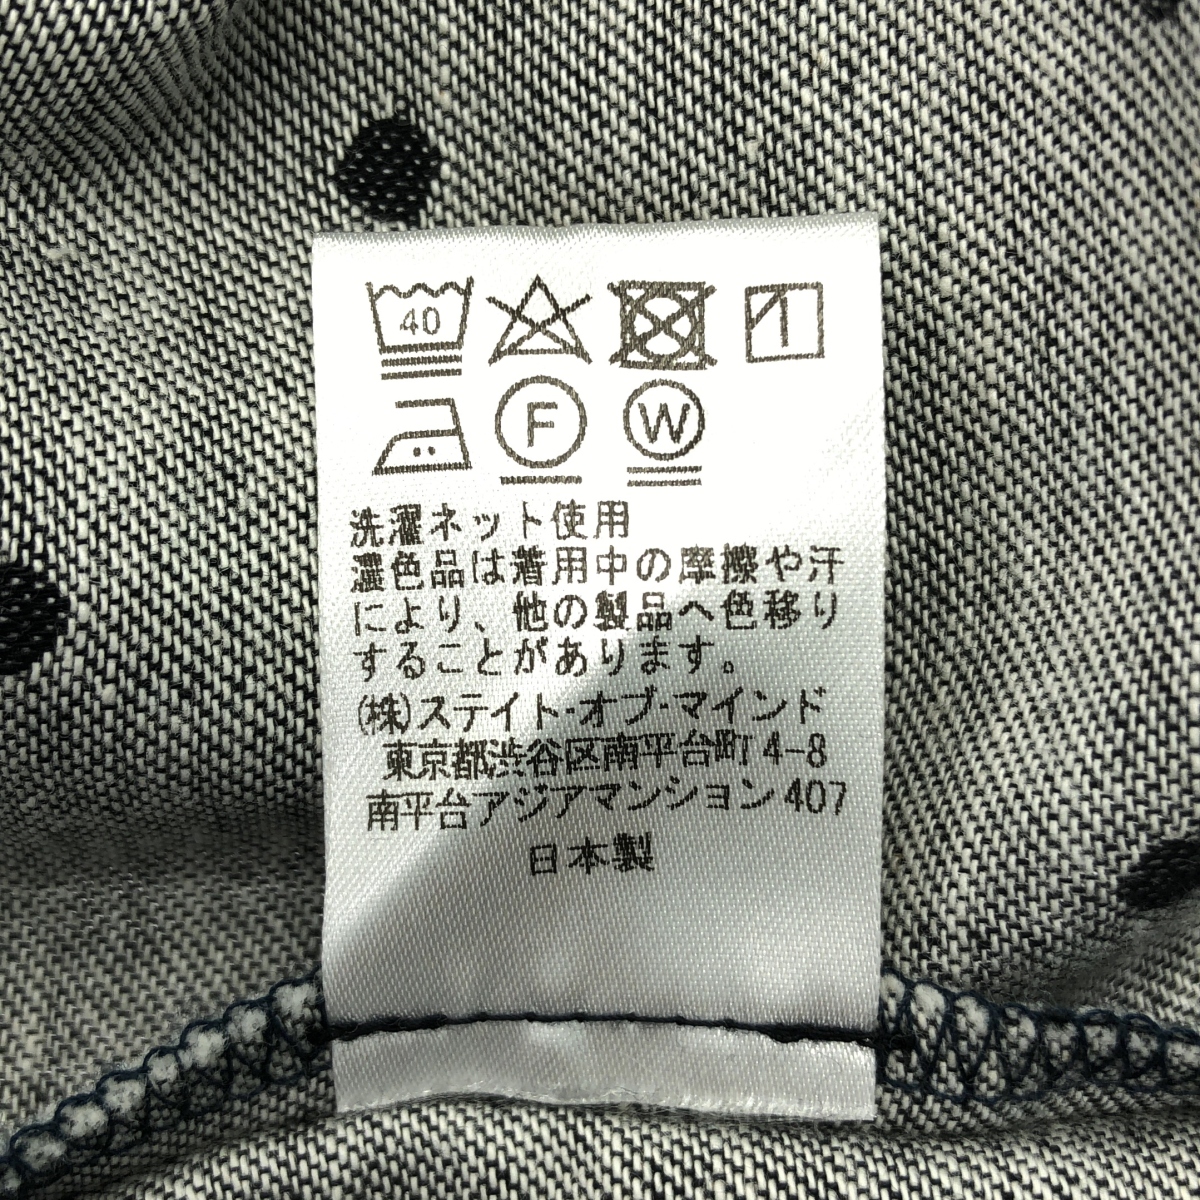 40
F W
洗濯ネット使用
濃色品は着用中の摩擦や汗
により、他の製品へ色移り
することがあります。
(株)ステイト・オブ・マインド
東京都渋谷区南平台町4-8
南平台アジアマンション407
日本製